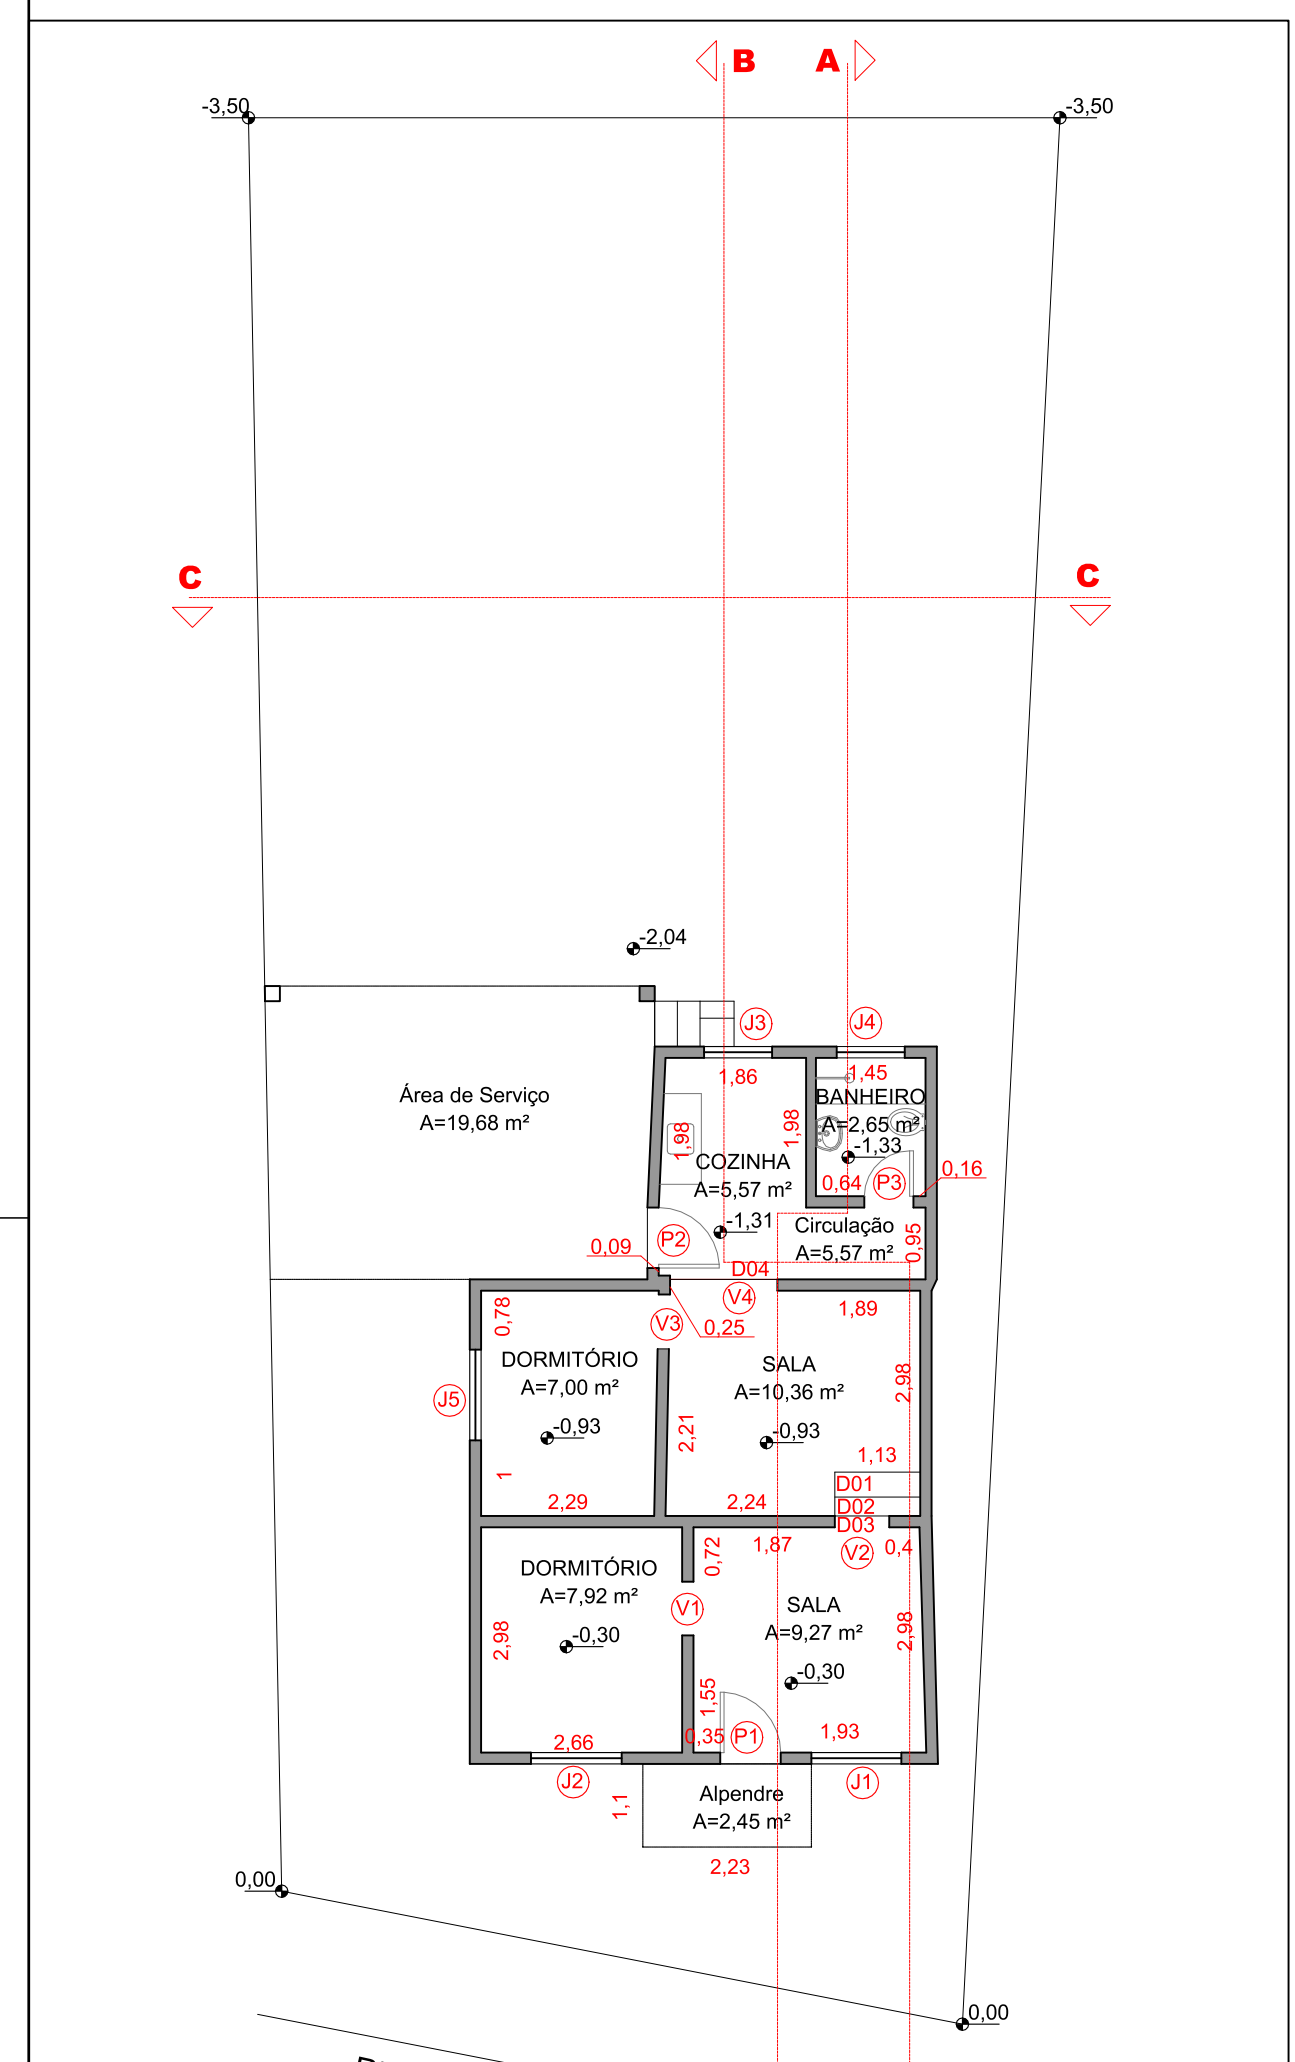 B
A
-3,50
-3,50
C
C
-2,04
J3
J4
1,86
1,45
Área de Serviço
A=19,68 m²
BANHEIRO
A=2,65 m²
-1,33
1,98
1,98
COZINHA
A=5,57 m²
0,64
P3
0,16
-1,31
Circulação
A=5,57 m²
0,95
P2
0,09
D04
V4
0,78
1,89
V3
0,25
DORMITÓRIO
A=7,00 m²
SALA
A=10,36 m²
2,98
J5
-0,93
-0,93
2,21
1,13
1
D01
2,29
2,24
D02
D03
0,72
1,87
V2
0,4
DORMITÓRIO
A=7,92 m²
V1
SALA
A=9,27 m²
2,98
-0,30
2,98
-0,30
1,55
0,35
P1
1,93
2,66
J2
J1
1,1
Alpendre
A=2,45 m²
2,23
0,00
0,00